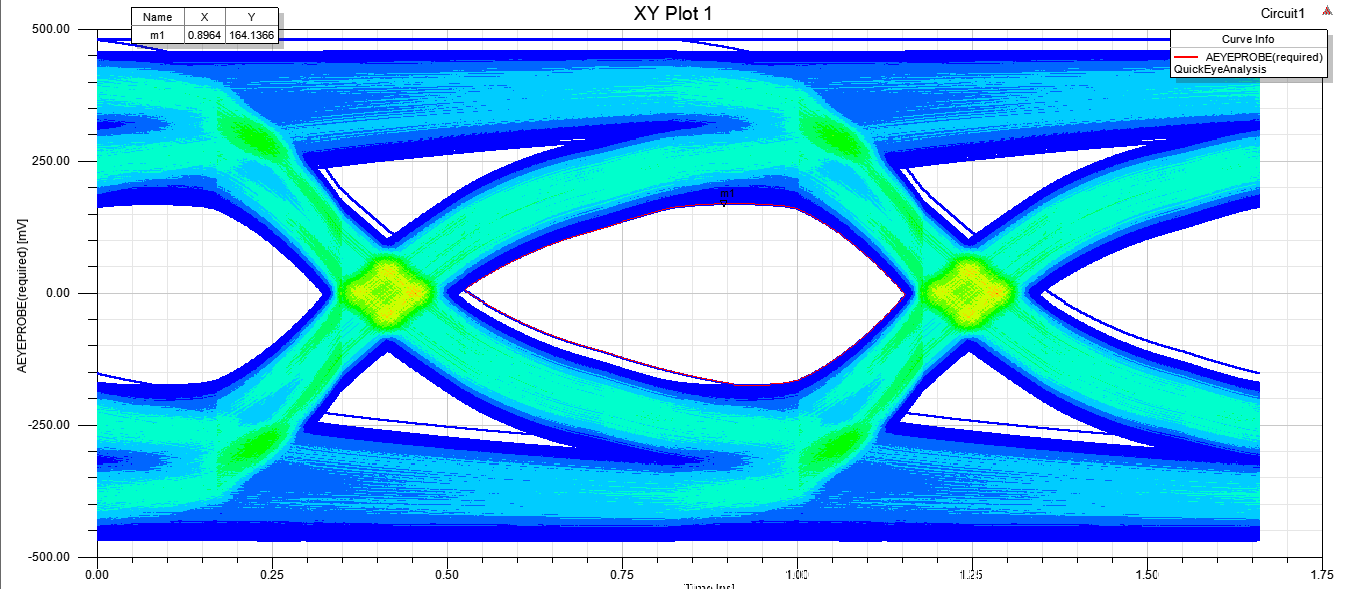 XY Plot 1
Circuit1
Name X Y
m1 0.8964 164.1366
Curve Info
AEYEPROBE(required)
QuickEyeAnalysis
AEYEPROBE(required) [mV]
500.00
250.00
0.00
-250.00
-500.00
m1
0.00 0.25 0.50 0.75 1.00 1.25 1.50 1.75
Time [ns]